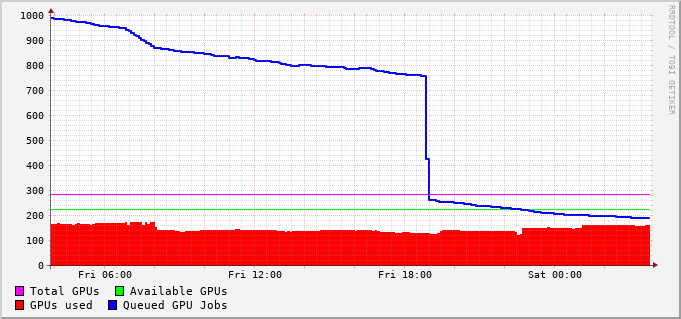 1000
900
800
700
600
500
400
300
200
100
0
Fri 06:00 Fri 12:00 Fri 18:00 Sat 00:00
Total GPUs Available GPUs
GPUs used Queued GPU Jobs
RRDTOOL / TOBI OETIKER